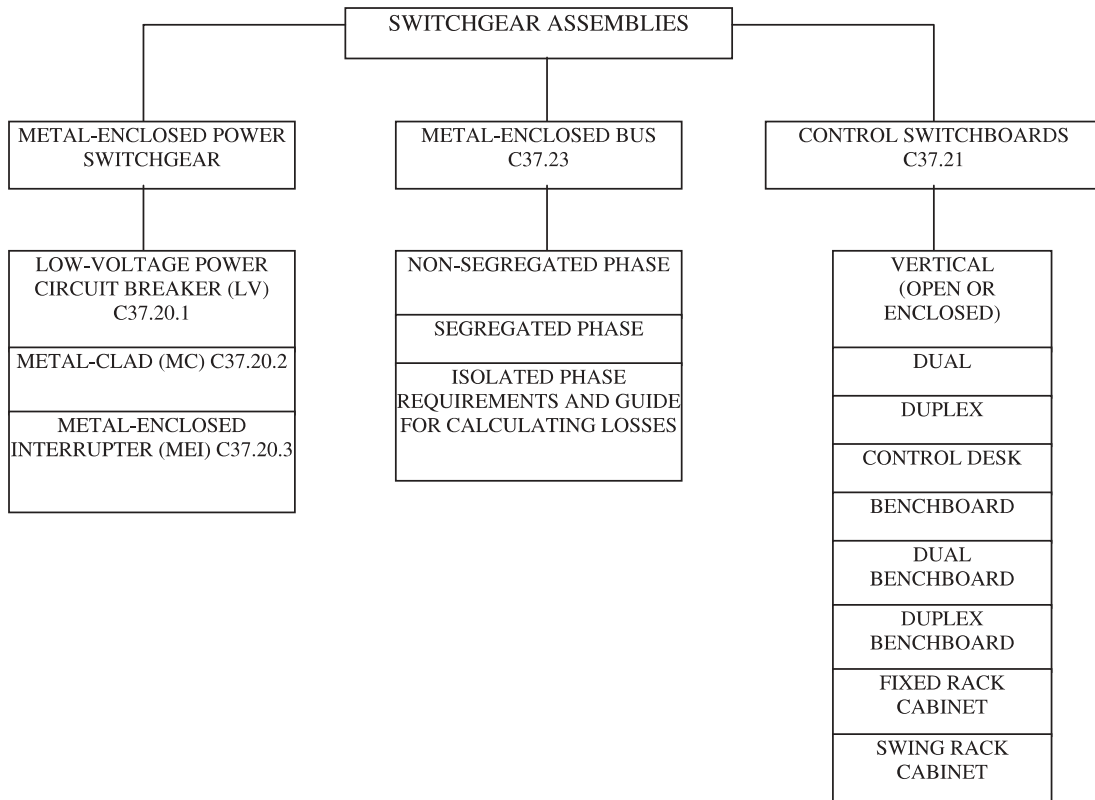 SWITCHGEAR ASSEMBLIES
METAL-ENCLOSED POWER
SWITCHGEAR
METAL-ENCLOSED BUS
C37.23
CONTROL SWITCHBOARDS
C37.21
LOW-VOLTAGE POWER
CIRCUIT BREAKER (LV)
C37.20.1
METAL-CLAD (MC) C37.20.2
METAL-ENCLOSED
INTERRUPTER (MEI) C37.20.3
NON-SEGREGATED PHASE
SEGREGATED PHASE
ISOLATED PHASE
REQUIREMENTS AND GUIDE
FOR CALCULATING LOSSES
VERTICAL
(OPEN OR
ENCLOSED)
DUAL
DUPLEX
CONTROL DESK
BENCHBOARD
DUAL
BENCHBOARD
DUPLEX
BENCHBOARD
FIXED RACK
CABINET
SWING RACK
CABINET